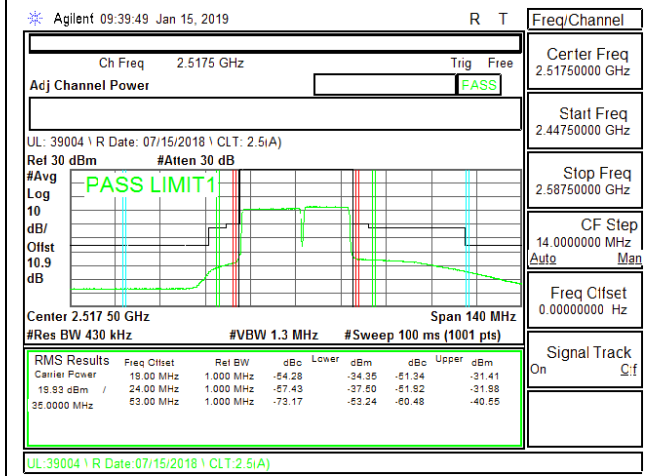 Agilent 09:39:49 Jan 15, 2019 R T Freq/Channel
Ch Freq 2.5175 GHz Trig Free
Adj Channel Power PASS
UL: 39004 \ R Date: 07/15/2018 \ CLT: 2.5(A)
Ref 30 dBm #Atten 30 dB
#Avg
Log
10
dB/
Offst
10.9
dB
PASS LIMIT1
Center 2.517 50 GHz Span 140 MHz
#Res BW 430 kHz #VBW 1.3 MHz #Sweep 100 ms (1001 pts)
RMS Results Freq Offset Ref BW dBc Lower dBm dBc Upper dBm
Carrier Power 19.00 MHz 1.000 MHz -54.28 -34.35 -51.34 -31.41
19.93 dBm / 24.00 MHz 1.000 MHz -57.43 -37.50 -51.92 -31.98
35.0000 MHz 53.00 MHz 1.000 MHz -73.17 -53.24 -60.48 -40.55
UL:39004 \ R Date:07/15/2018 \ CLT:2.5(A)
Center Freq
2.51750000 GHz
Start Freq
2.44750000 GHz
Stop Freq
2.58750000 GHz
CF Step
14.0000000 MHz
Auto Man
Freq Offset
0.00000000 Hz
Signal Track
On Off